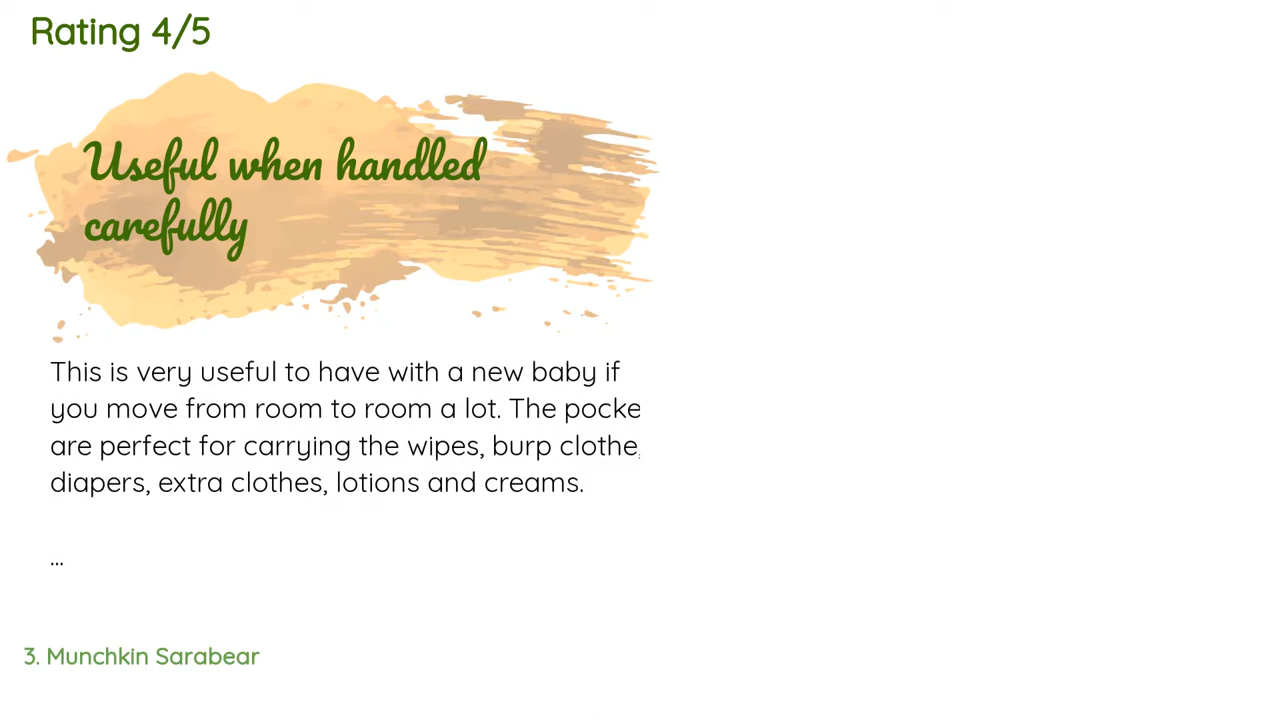 Rating 4/5
Useful when handled
carefully
This is very useful to have with a new baby if
you move from room to room a lot. The pocke
are perfect for carrying the wipes, burp clothe
diapers, extra clothes, lotions and creams.
...
3. Munchkin Sarabear